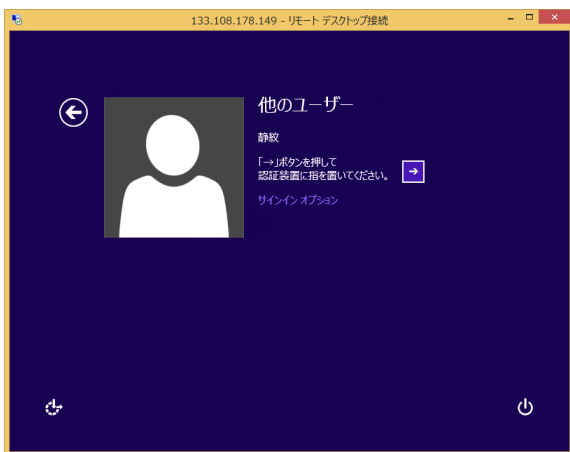 133.108.178.149 - リモート デスクトップ接続
他のユーザー
静紋
「→」ボタンを押して
認証装置に指を置いてください。
サインイン オプション